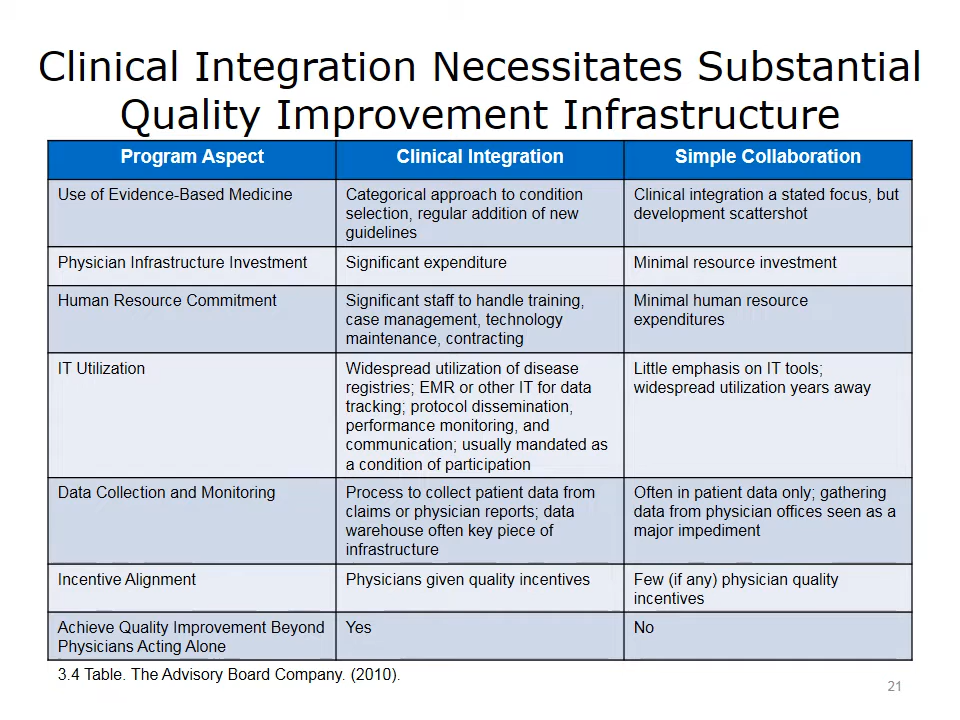 Clinical Integration Necessitates Substantial
Quality Improvement Infrastructure
Program Aspect
Clinical Integration
Simple Collaboration
Use of Evidence-Based Medicine
Categorical approach to condition
selection, regular addition of new
guidelines
Clinical integration a stated focus, but
development scattershot
Physician Infrastructure Investment
Significant expenditure
Minimal resource investment
Human Resource Commitment
Significant staff to handle training,
case management, technology
maintenance, contracting
Minimal human resource
expenditures
IT Utilization
Widespread utilization of disease
registries; EMR or other IT for data
tracking; protocol dissemination,
performance monitoring, and
communication; usually mandated as
a condition of participation
Little emphasis on IT tools;
widespread utilization years away
Data Collection and Monitoring
Process to collect patient data from
claims or physician reports; data
warehouse often key piece of
infrastructure
Often in patient data only; gathering
data from physician offices seen as a
major impediment
Incentive Alignment
Physicians given quality incentives
Few (if any) physician quality
incentives
Achieve Quality Improvement Beyond
Physicians Acting Alone
Yes
No
3.4 Table. The Advisory Board Company. (2010).
21